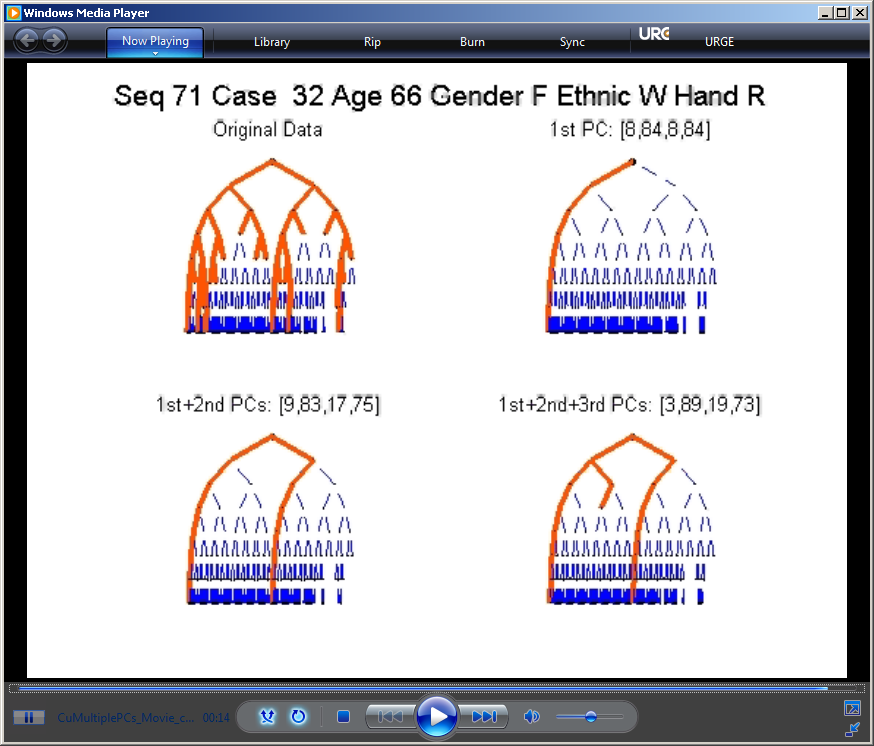 Windows Media Player
Now Playing Library Rip Burn Sync URGE URGE
Seq 71 Case 32 Age 66 Gender F Ethnic W Hand R
Original Data 1st PC: [8,84,8,84]
1st+2nd PCs: [9,83,17,75] 1st+2nd+3rd PCs: [3,89,19,73]
CuMultiplePCs_Movie_c... 00:14